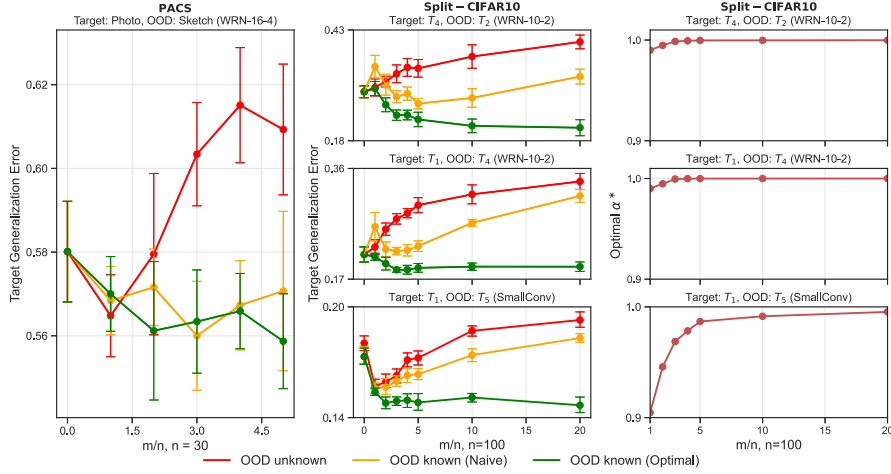 PACS
Target: Photo, OOD: Sketch (WRN-16-4)
Target Generalization Error
0.62
0.60
0.58
0.56
0.0
1.5
3.0
4.5
m/n, n = 30
Split−CIFAR10
Target: T4, OOD: T2 (WRN-10-2)
0.43
0.18
Target: T1, OOD: T4 (WRN-10-2)
Target Generalization Error
0.36
0.17
Target: T1, OOD: T5 (SmallConv)
0.20
0.14
0
5
10
15
20
m/n, n=100
Split−CIFAR10
Target: T4, OOD: T2 (WRN-10-2)
1.0
0.9
Target: T1, OOD: T4 (WRN-10-2)
Optimal α*
1.0
0.9
Target: T1, OOD: T5 (SmallConv)
1.0
0.9
1
5
10
15
20
m/n, n=100
OOD unknown
OOD known (Naive)
OOD known (Optimal)